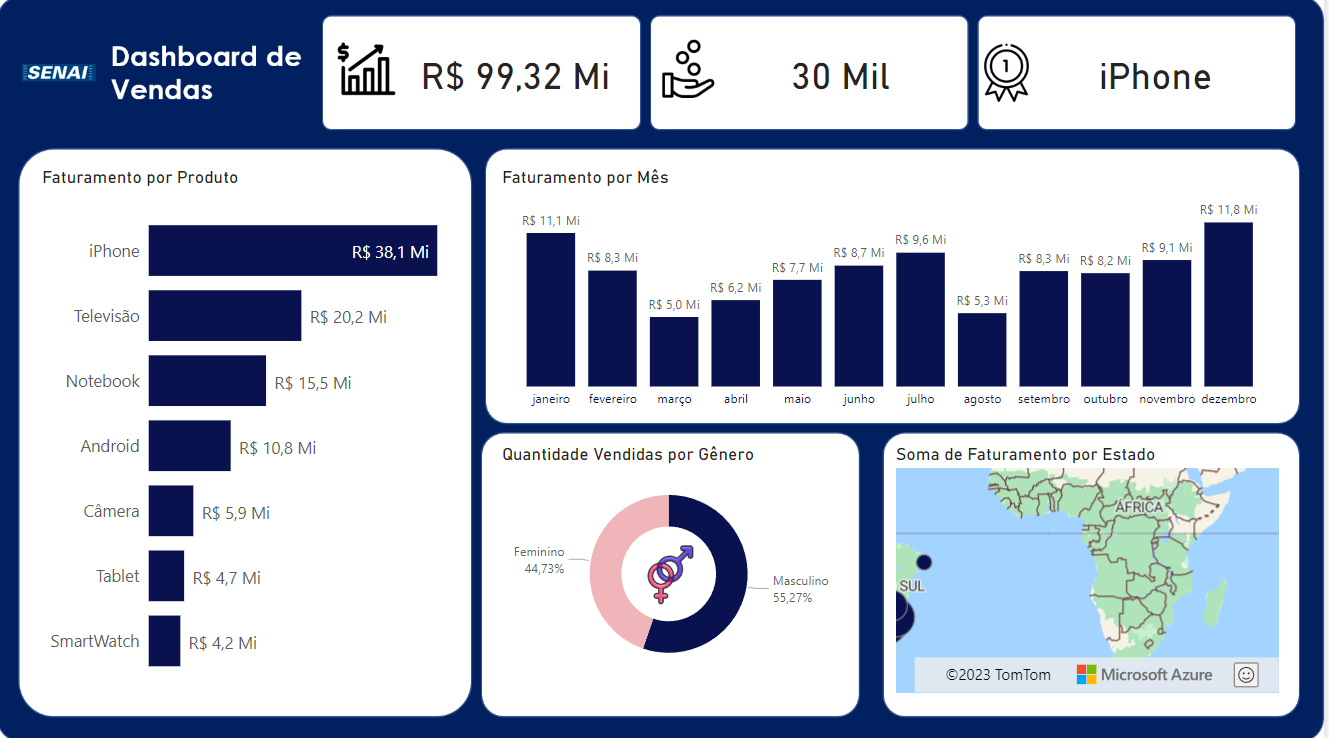 SENAI
Dashboard de
Vendas
$
R$ 99,32 Mi
30 Mil
1
iPhone
Faturamento por Produto
iPhone
R$ 38,1 Mi
Televisão
R$ 20,2 Mi
Notebook
R$ 15,5 Mi
Android
R$ 10,8 Mi
Câmera
R$ 5,9 Mi
Tablet
R$ 4,7 Mi
SmartWatch
R$ 4,2 Mi
Faturamento por Mês
R$ 11,1 Mi
R$ 8,3 Mi
R$ 5,0 Mi
R$ 6,2 Mi
R$ 7,7 Mi
R$ 8,7 Mi
R$ 9,6 Mi
R$ 5,3 Mi
R$ 8,3 Mi
R$ 8,2 Mi
R$ 9,1 Mi
R$ 11,8 Mi
janeiro
fevereiro
março
abril
maio
junho
julho
agosto
setembro
outubro
novembro
dezembro
Quantidade Vendidas por Gênero
Feminino
44,73%
Masculino
55,27%
Soma de Faturamento por Estado
ÁFRICA
SUL
©2023 TomTom
Microsoft Azure